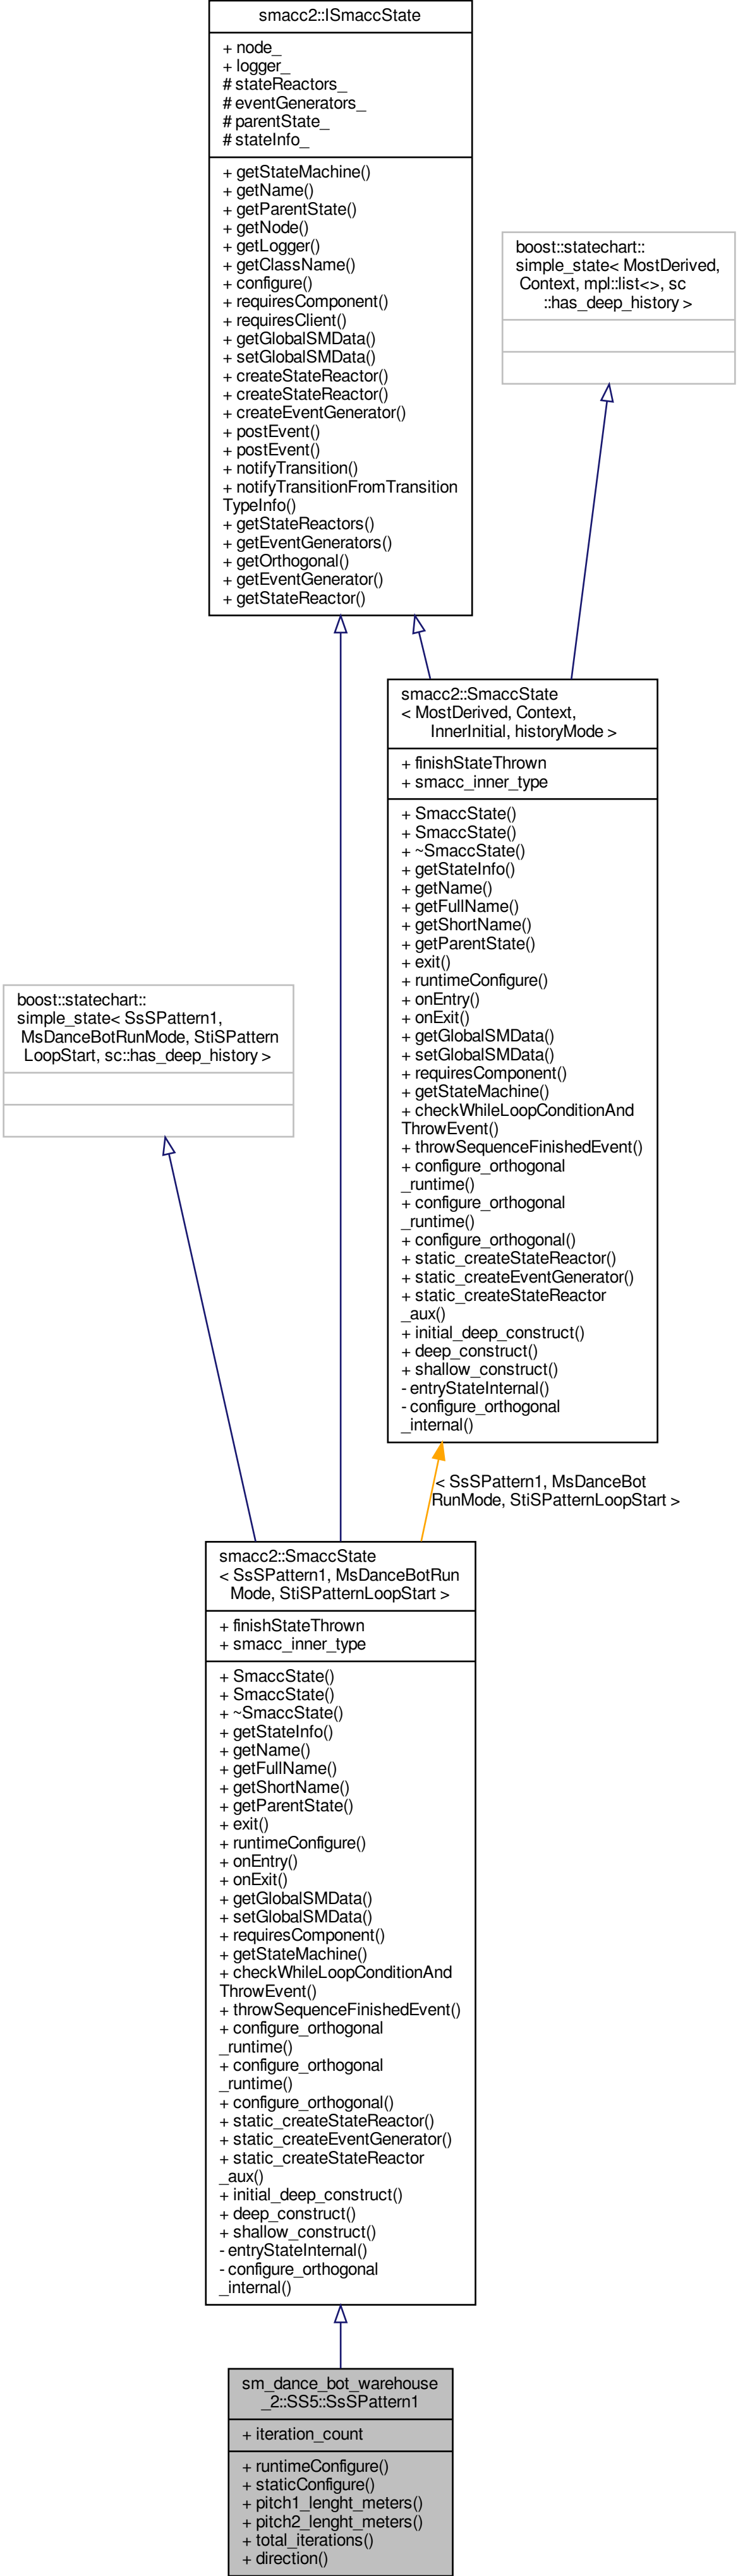 smacc2::ISmaccState
+ node_
+ logger_
# stateReactors_
# eventGenerators_
# parentState_
# stateInfo_
+ getStateMachine()
+ getName()
+ getParentState()
+ getNode()
+ getLogger()
+ getClassName()
+ configure()
+ requiresComponent()
+ requiresClient()
+ getGlobalSMData()
+ setGlobalSMData()
+ createStateReactor()
+ createStateReactor()
+ createEventGenerator()
+ postEvent()
+ postEvent()
+ notifyTransition()
+ notifyTransitionFromTransition
TypeInfo()
+ getStateReactors()
+ getEventGenerators()
+ getOrthogonal()
+ getEventGenerator()
+ getStateReactor()
boost::statechart::
simple_state< MostDerived,
Context, mpl::list<>, sc
::has_deep_history >
smacc2::SmaccState
< MostDerived, Context,
InnerInitial, historyMode >
+ finishStateThrown
+ smacc_inner_type
+ SmaccState()
+ SmaccState()
+ ~SmaccState()
+ getStateInfo()
+ getName()
+ getFullName()
+ getShortName()
+ getParentState()
+ exit()
+ runtimeConfigure()
+ onEntry()
+ onExit()
+ getGlobalSMData()
+ setGlobalSMData()
+ requiresComponent()
+ getStateMachine()
+ checkWhileLoopConditionAnd
ThrowEvent()
+ throwSequenceFinishedEvent()
+ configure_orthogonal
_runtime()
+ configure_orthogonal
_runtime()
+ configure_orthogonal()
+ static_createStateReactor()
+ static_createEventGenerator()
+ static_createStateReactor
_aux()
+ initial_deep_construct()
+ deep_construct()
+ shallow_construct()
- entryStateInternal()
- configure_orthogonal
_internal()
boost::statechart::
simple_state< SsSPattern1,
MsDanceBotRunMode, StiSPattern
LoopStart, sc::has_deep_history >
< SsSPattern1, MsDanceBot
RunMode, StiSPatternLoopStart >
smacc2::SmaccState
< SsSPattern1, MsDanceBotRun
Mode, StiSPatternLoopStart >
+ finishStateThrown
+ smacc_inner_type
+ SmaccState()
+ SmaccState()
+ ~SmaccState()
+ getStateInfo()
+ getName()
+ getFullName()
+ getShortName()
+ getParentState()
+ exit()
+ runtimeConfigure()
+ onEntry()
+ onExit()
+ getGlobalSMData()
+ setGlobalSMData()
+ requiresComponent()
+ getStateMachine()
+ checkWhileLoopConditionAnd
ThrowEvent()
+ throwSequenceFinishedEvent()
+ configure_orthogonal
_runtime()
+ configure_orthogonal
_runtime()
+ configure_orthogonal()
+ static_createStateReactor()
+ static_createEventGenerator()
+ static_createStateReactor
_aux()
+ initial_deep_construct()
+ deep_construct()
+ shallow_construct()
- entryStateInternal()
- configure_orthogonal
_internal()
sm_dance_bot_warehouse
_2::SS5::SsSPattern1
+ iteration_count
+ runtimeConfigure()
+ staticConfigure()
+ pitch1_lenght_meters()
+ pitch2_lenght_meters()
+ total_iterations()
+ direction()